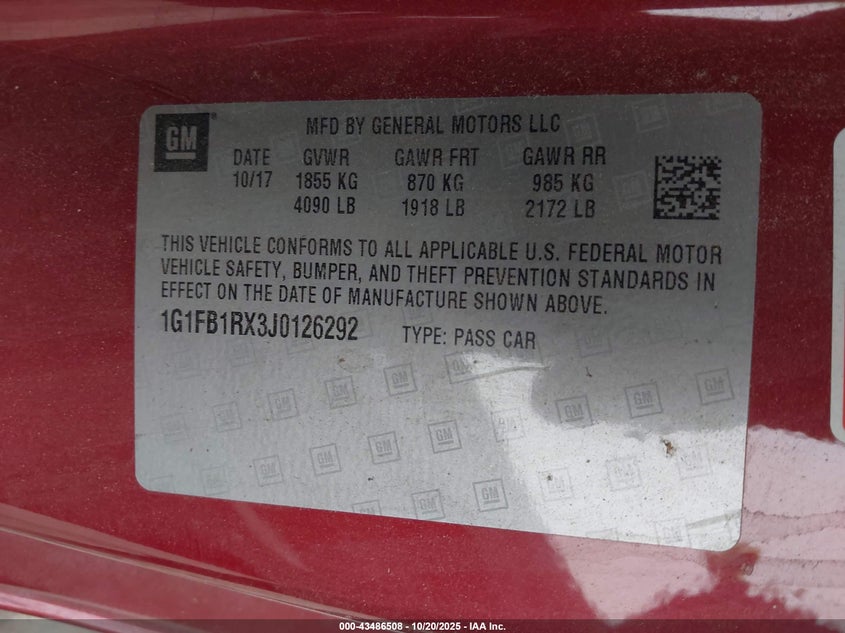 GM
MFD BY GENERAL MOTORS LLC
DATE GVWR GAWR FRT GAWR RR
10/17 1855 KG 870 KG 985 KG
4090 LB 1918 LB 2172 LB
THIS VEHICLE CONFORMS TO ALL APPLICABLE U.S. FEDERAL MOTOR
VEHICLE SAFETY, BUMPER, AND THEFT PREVENTION STANDARDS IN
EFFECT ON THE DATE OF MANUFACTURE SHOWN ABOVE.
1G1FB1RX3J0126292 TYPE: PASS CAR
000-43486508 - 10/20/2025 - IAA Inc.